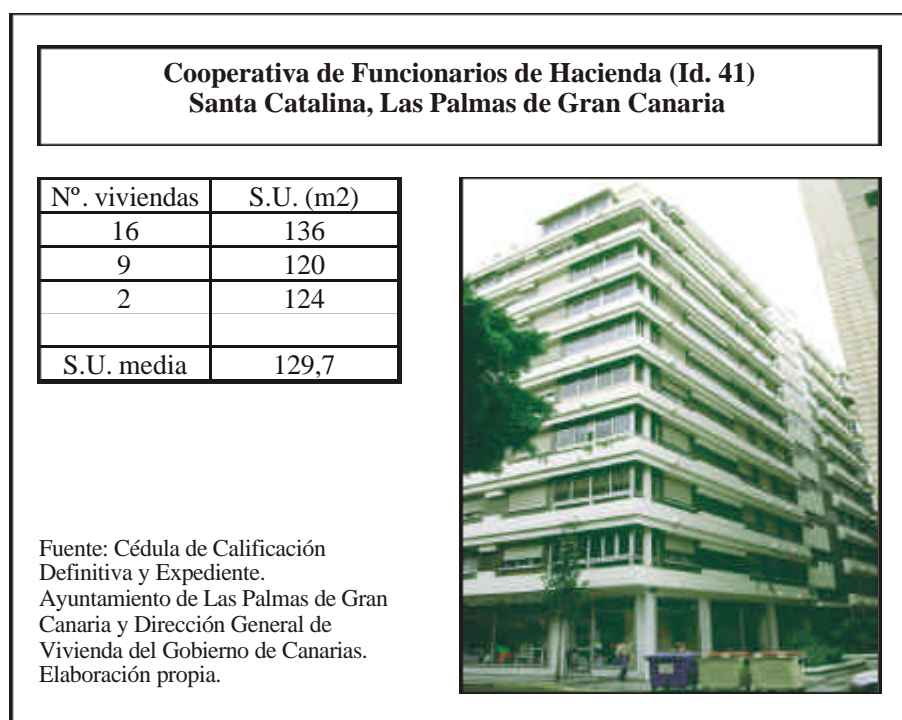 Cooperativa de Funcionarios de Hacienda (Id. 41)
Santa Catalina, Las Palmas de Gran Canaria
Nº. viviendas S.U. (m2)
16 136
9 120
2 124
S.U. media 129,7
Fuente: Cédula de Calificación
Definitiva y Expediente.
Ayuntamiento de Las Palmas de Gran
Canaria y Dirección General de
Vivienda del Gobierno de Canarias.
Elaboración propia.